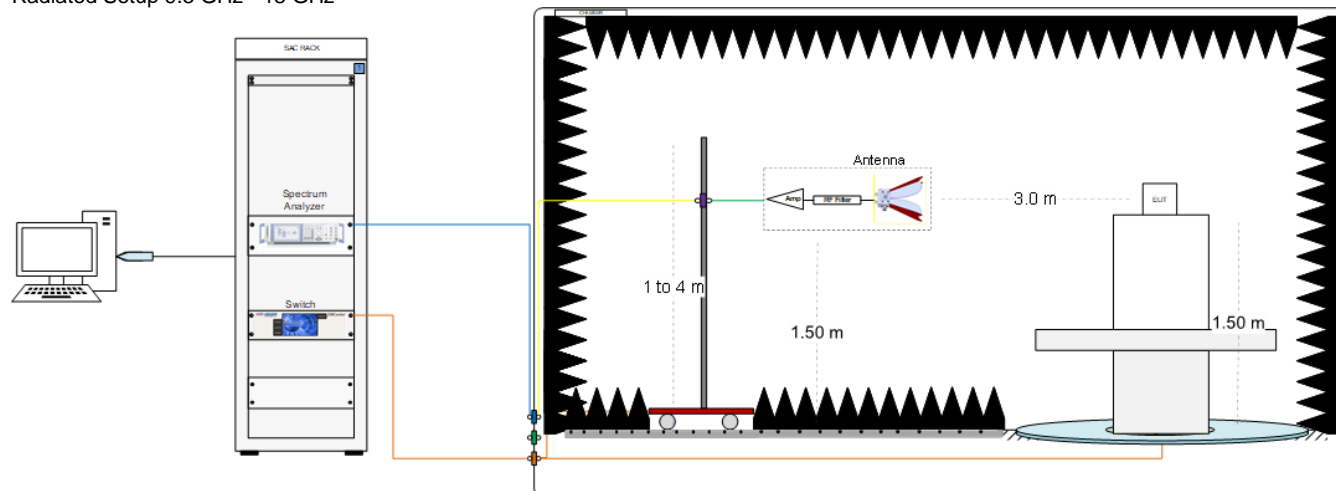 CHAMBER
SAC RACK
Spectrum
Analyzer
Switch
Antenna
Amp
RF Filter
3.0 m
EUT
1 to 4 m
1.50 m
1.50 m